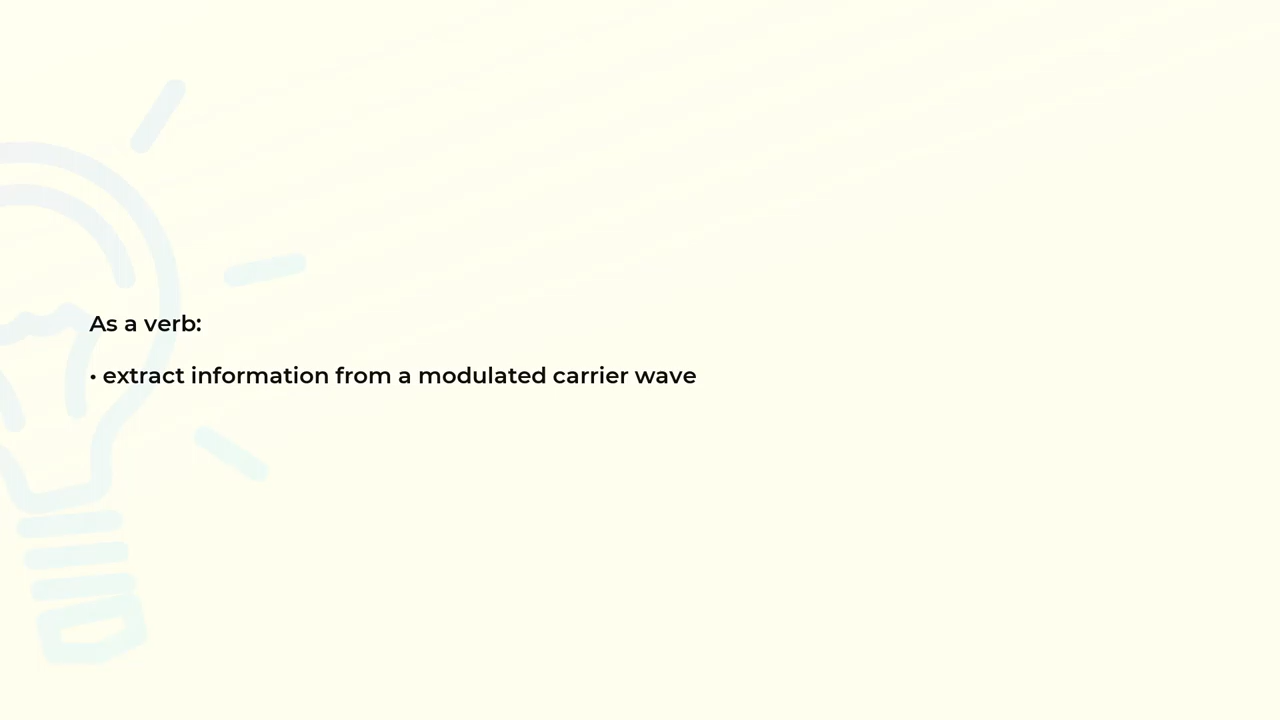 As a verb:
• extract information from a modulated carrier wave